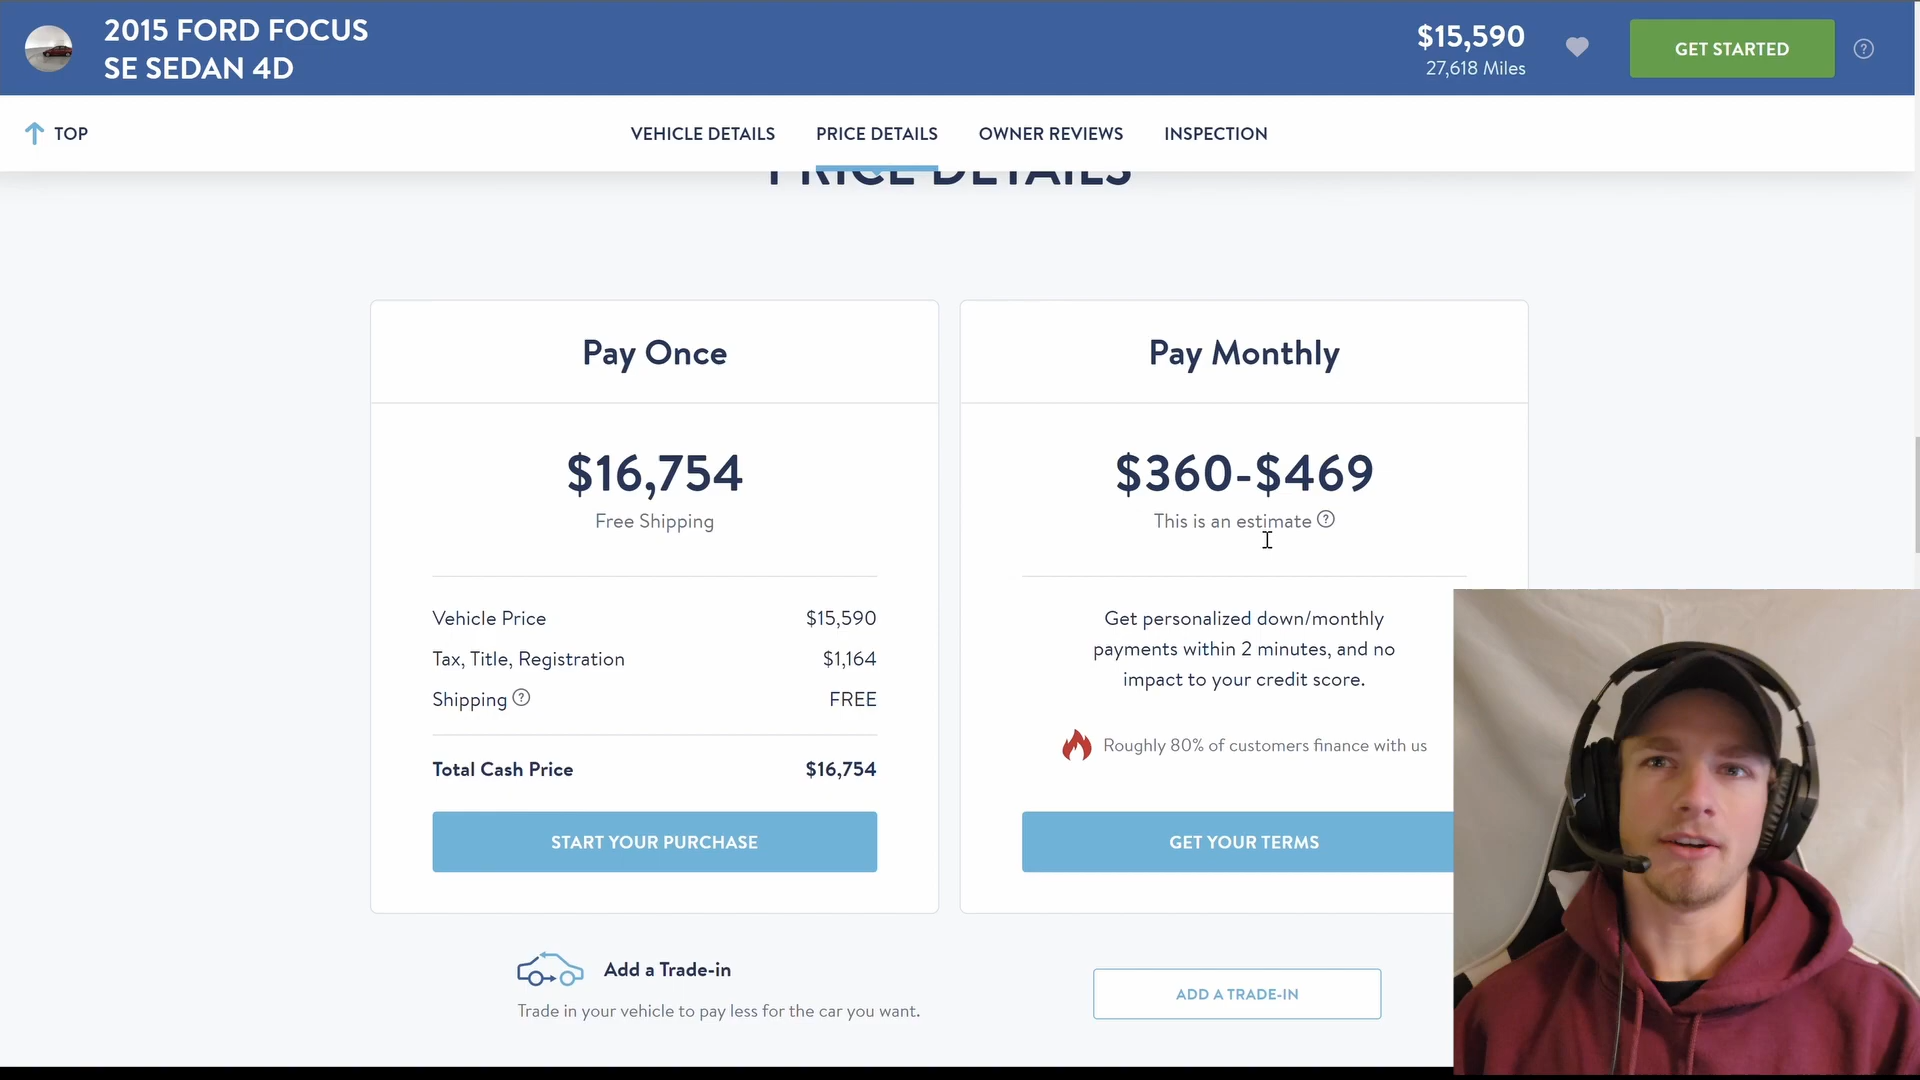 2015 FORD FOCUS
SE SEDAN 4D
$15,590
27,618 Miles
GET STARTED
?
TOP
VEHICLE DETAILS
PRICE DETAILS
OWNER REVIEWS
INSPECTION
PRICE DETAILS
Pay Once
$16,754
Free Shipping
Vehicle Price $15,590
Tax, Title, Registration $1,164
Shipping ? FREE
Total Cash Price $16,754
START YOUR PURCHASE
Pay Monthly
$360-$469
This is an estimate ?
Get personalized down/monthly
payments within 2 minutes, and no
impact to your credit score.
Roughly 80% of customers finance with us
GET YOUR TERMS
Add a Trade-in
Trade in your vehicle to pay less for the car you want.
ADD A TRADE-IN